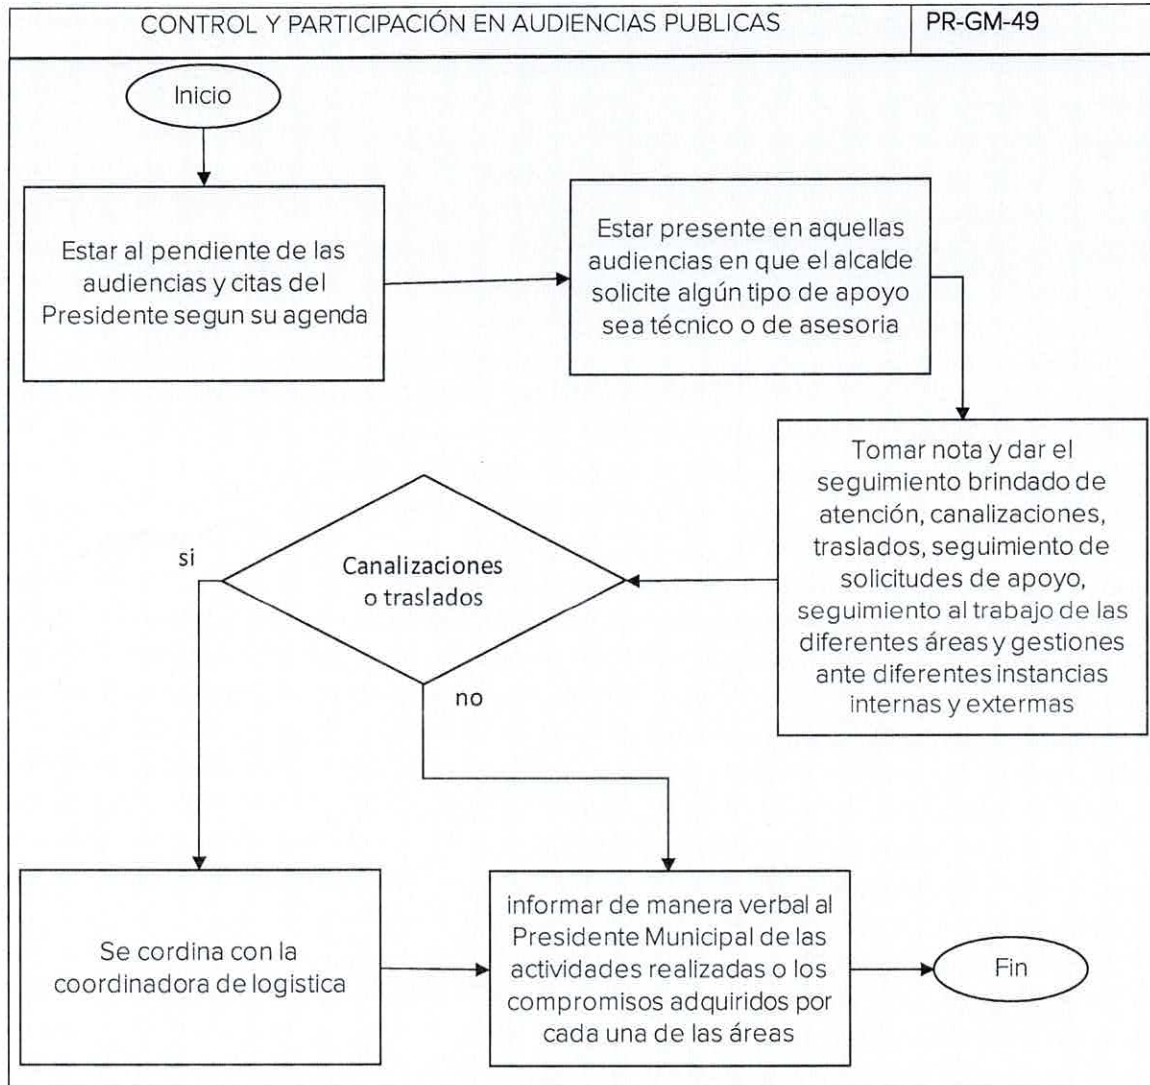 CONTROL Y PARTICIPACIÓN EN AUDIENCIAS PUBLICAS
PR-GM-49
Inicio
Estar al pendiente de las
audiencias y citas del
Presidente segun su agenda
Estar presente en aquellas
audiencias en que el alcalde
solicite algún tipo de apoyo
sea técnico o de asesoria
Tomar nota y dar el
seguimiento brindado de
atención, canalizaciones,
traslados, seguimiento de
solicitudes de apoyo,
seguimiento al trabajo de las
diferentes áreas y gestiones
ante diferentes instancias
internas y extermas
Canalizaciones
o traslados
si
no
Se cordina con la
coordinadora de logistica
informar de manera verbal al
Presidente Municipal de las
actividades realizadas o los
compromisos adquiridos por
cada una de las áreas
Fin